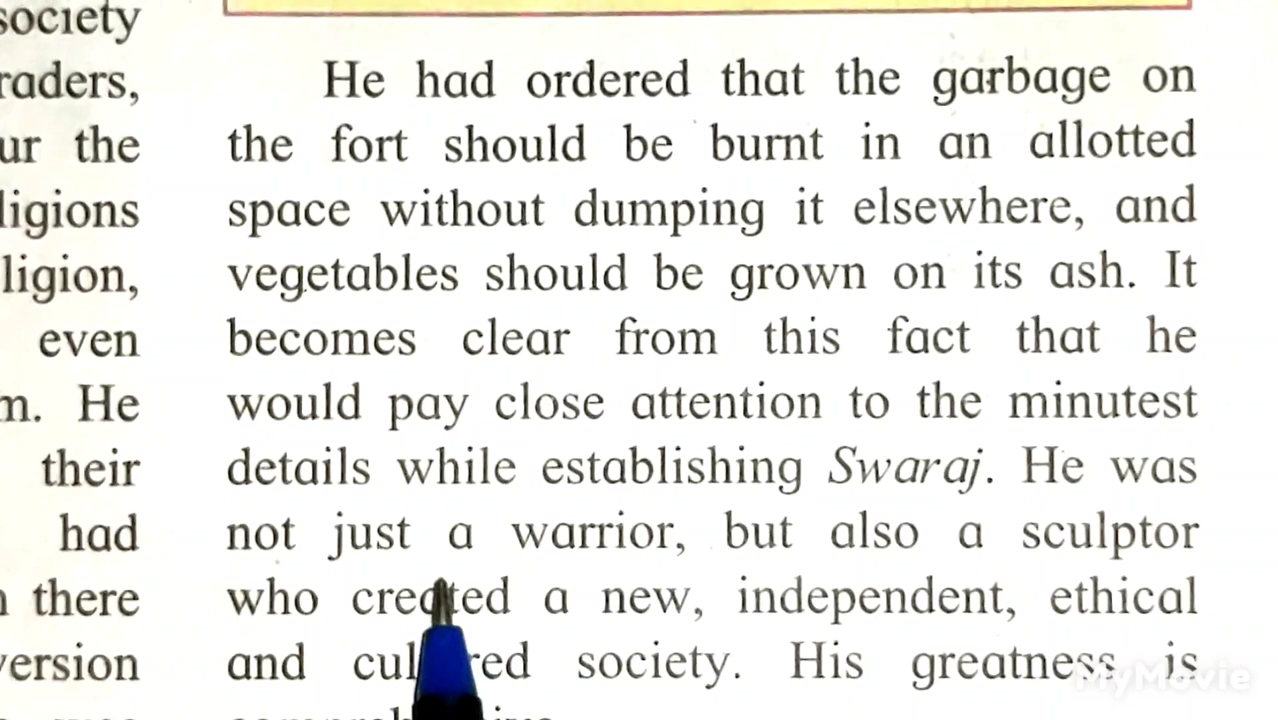 society
raders,
ur the
ligions
ligion,
even
m. He
their
had
there
version
He had ordered that the garbage on
the fort should be burnt in an allotted
space without dumping it elsewhere, and
vegetables should be grown on its ash. It
becomes clear from this fact that he
would pay close attention to the minutest
details while establishing Swaraj. He was
not just a warrior, but also a sculptor
who created a new, independent, ethical
and cultured society. His greatness is
MyMovie